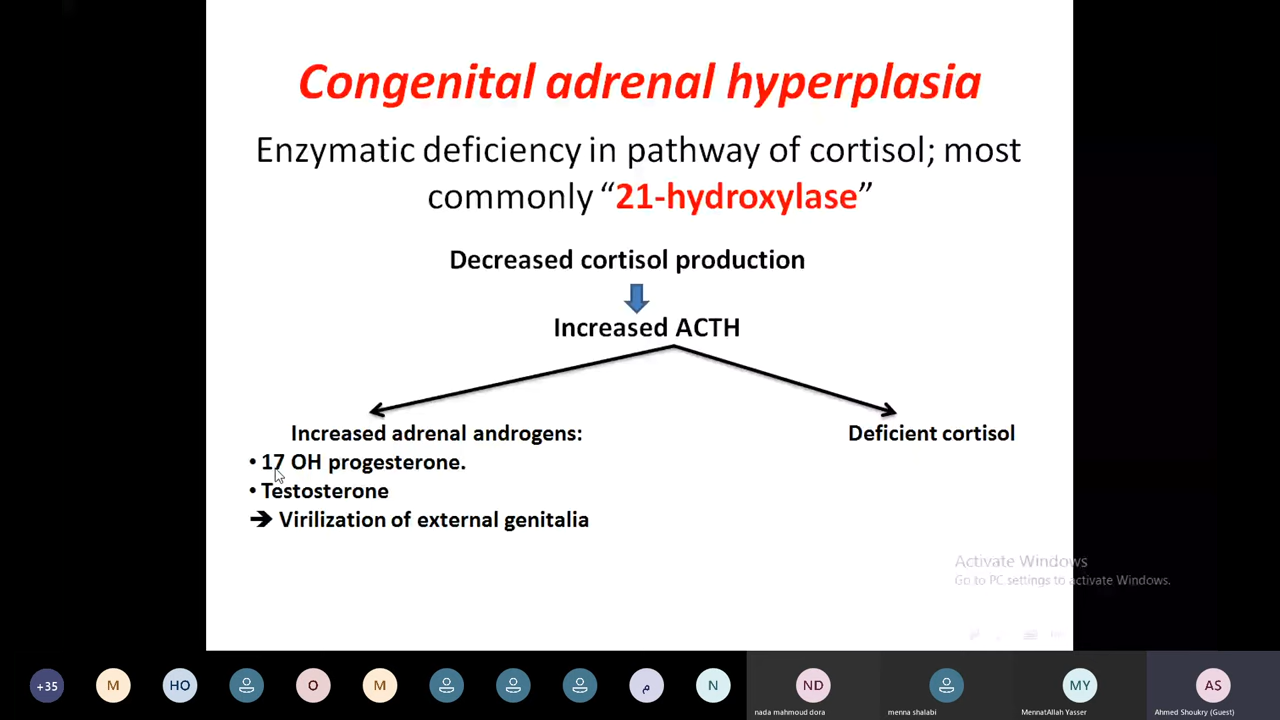 Congenital adrenal hyperplasia
Enzymatic deficiency in pathway of cortisol; most
commonly “21-hydroxylase”
Decreased cortisol production
Increased ACTH
Increased adrenal androgens:
Deficient cortisol
• 17 OH progesterone.
• Testosterone
➔ Virilization of external genitalia
Activate Windows
Go to PC settings to activate Windows.
+35
M
HO
O
M
م
N
ND
MY
AS
nada mahmoud dora
menna shalabi
MennatAllah Yasser
Ahmed Shoukry (Guest)